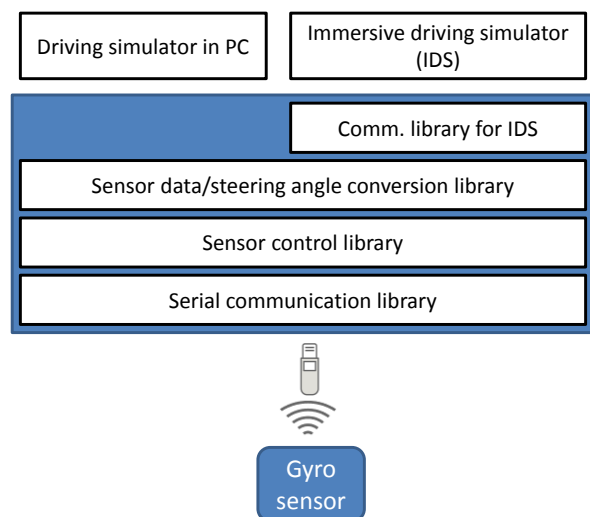 Driving simulator in PC
Immersive driving simulator
(IDS)
Comm. library for IDS
Sensor data/steering angle conversion library
Sensor control library
Serial communication library
Gyro
sensor